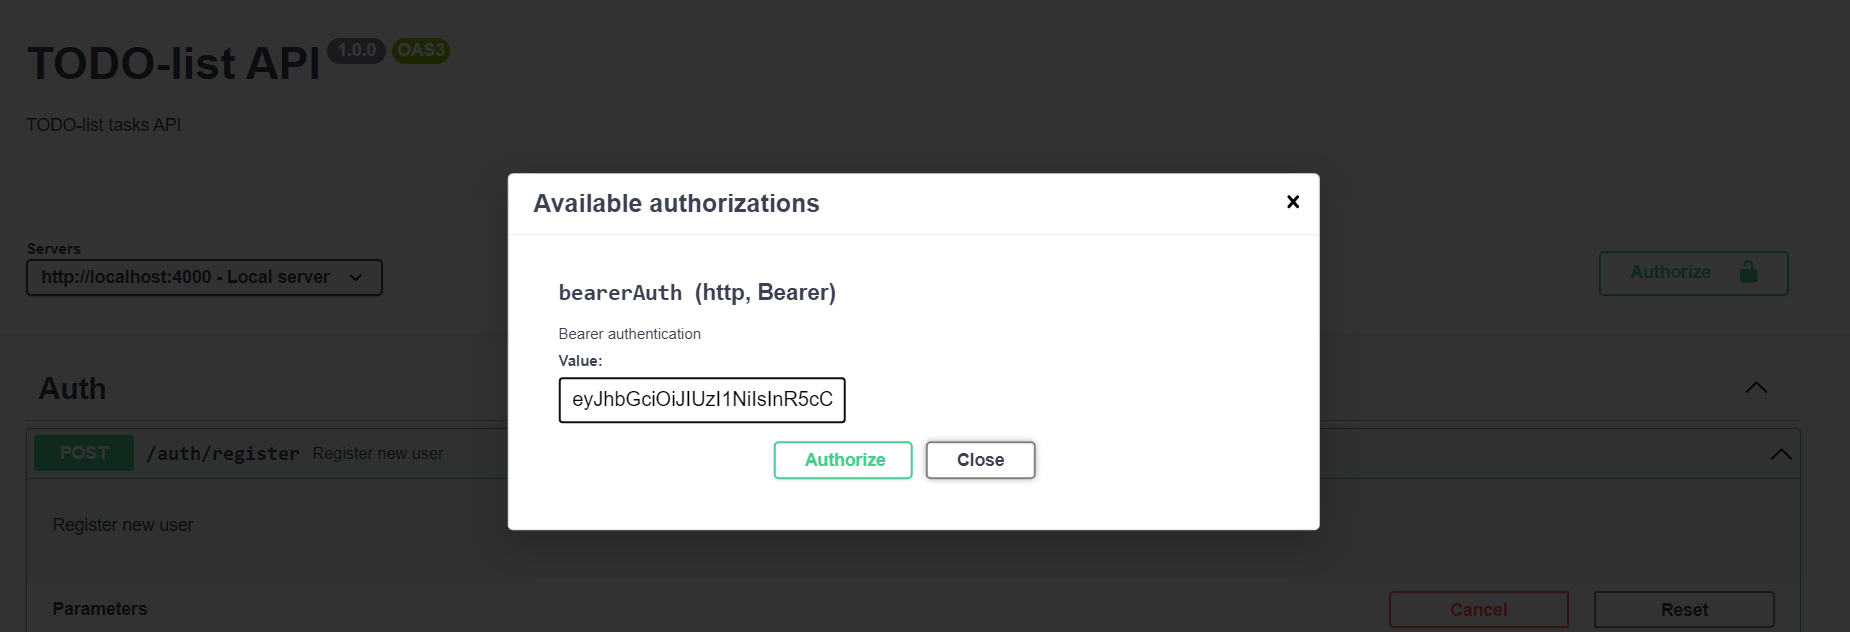 TODO-list API 1.0.0 OAS3
TODO-list tasks API
Available authorizations
bearerAuth (http, Bearer)
Bearer authentication
Value:
eyJhbGciOiJIUzI1NiIsInR5cC
Authorize Close
Servers
http://localhost:4000 - Local server
Authorize
Auth
POST /auth/register Register new user
Register new user
Parameters
Cancel Reset